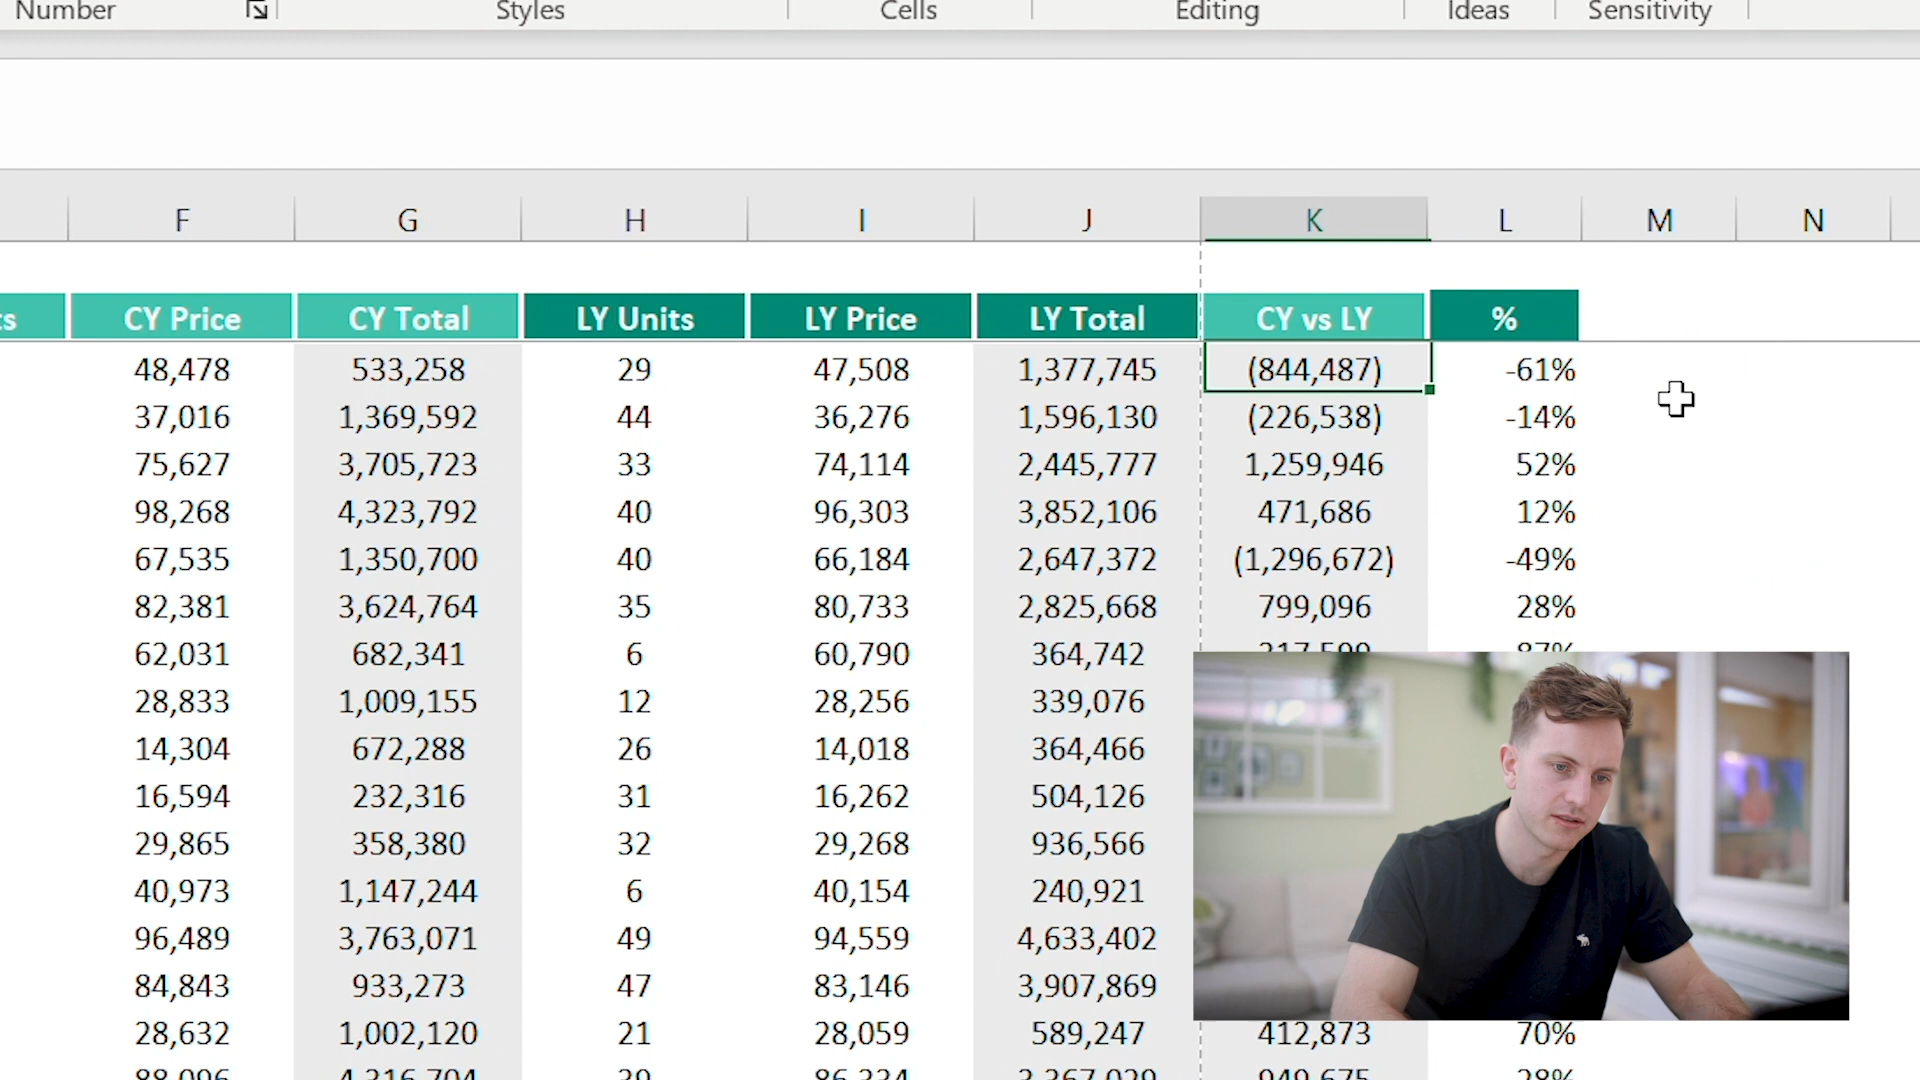 Number Styles Cells Editing Ideas Sensitivity
F G H I J K L M N
CY Price CY Total LY Units LY Price LY Total CY vs LY %
48,478 533,258 29 47,508 1,377,745 (844,487) -61%
37,016 1,369,592 44 36,276 1,596,130 (226,538) -14%
75,627 3,705,723 33 74,114 2,445,777 1,259,946 52%
98,268 4,323,792 40 96,303 3,852,106 471,686 12%
67,535 1,350,700 40 66,184 2,647,372 (1,296,672) -49%
82,381 3,624,764 35 80,733 2,825,668 799,096 28%
62,031 682,341 6 60,790 364,742
28,833 1,009,155 12 28,256 339,076
14,304 672,288 26 14,018 364,466
16,594 232,316 31 16,262 504,126
29,865 358,380 32 29,268 936,566
40,973 1,147,244 6 40,154 240,921
96,489 3,763,071 49 94,559 4,633,402
84,843 933,273 47 83,146 3,907,869
28,632 1,002,120 21 28,059 589,247 412,873 70%